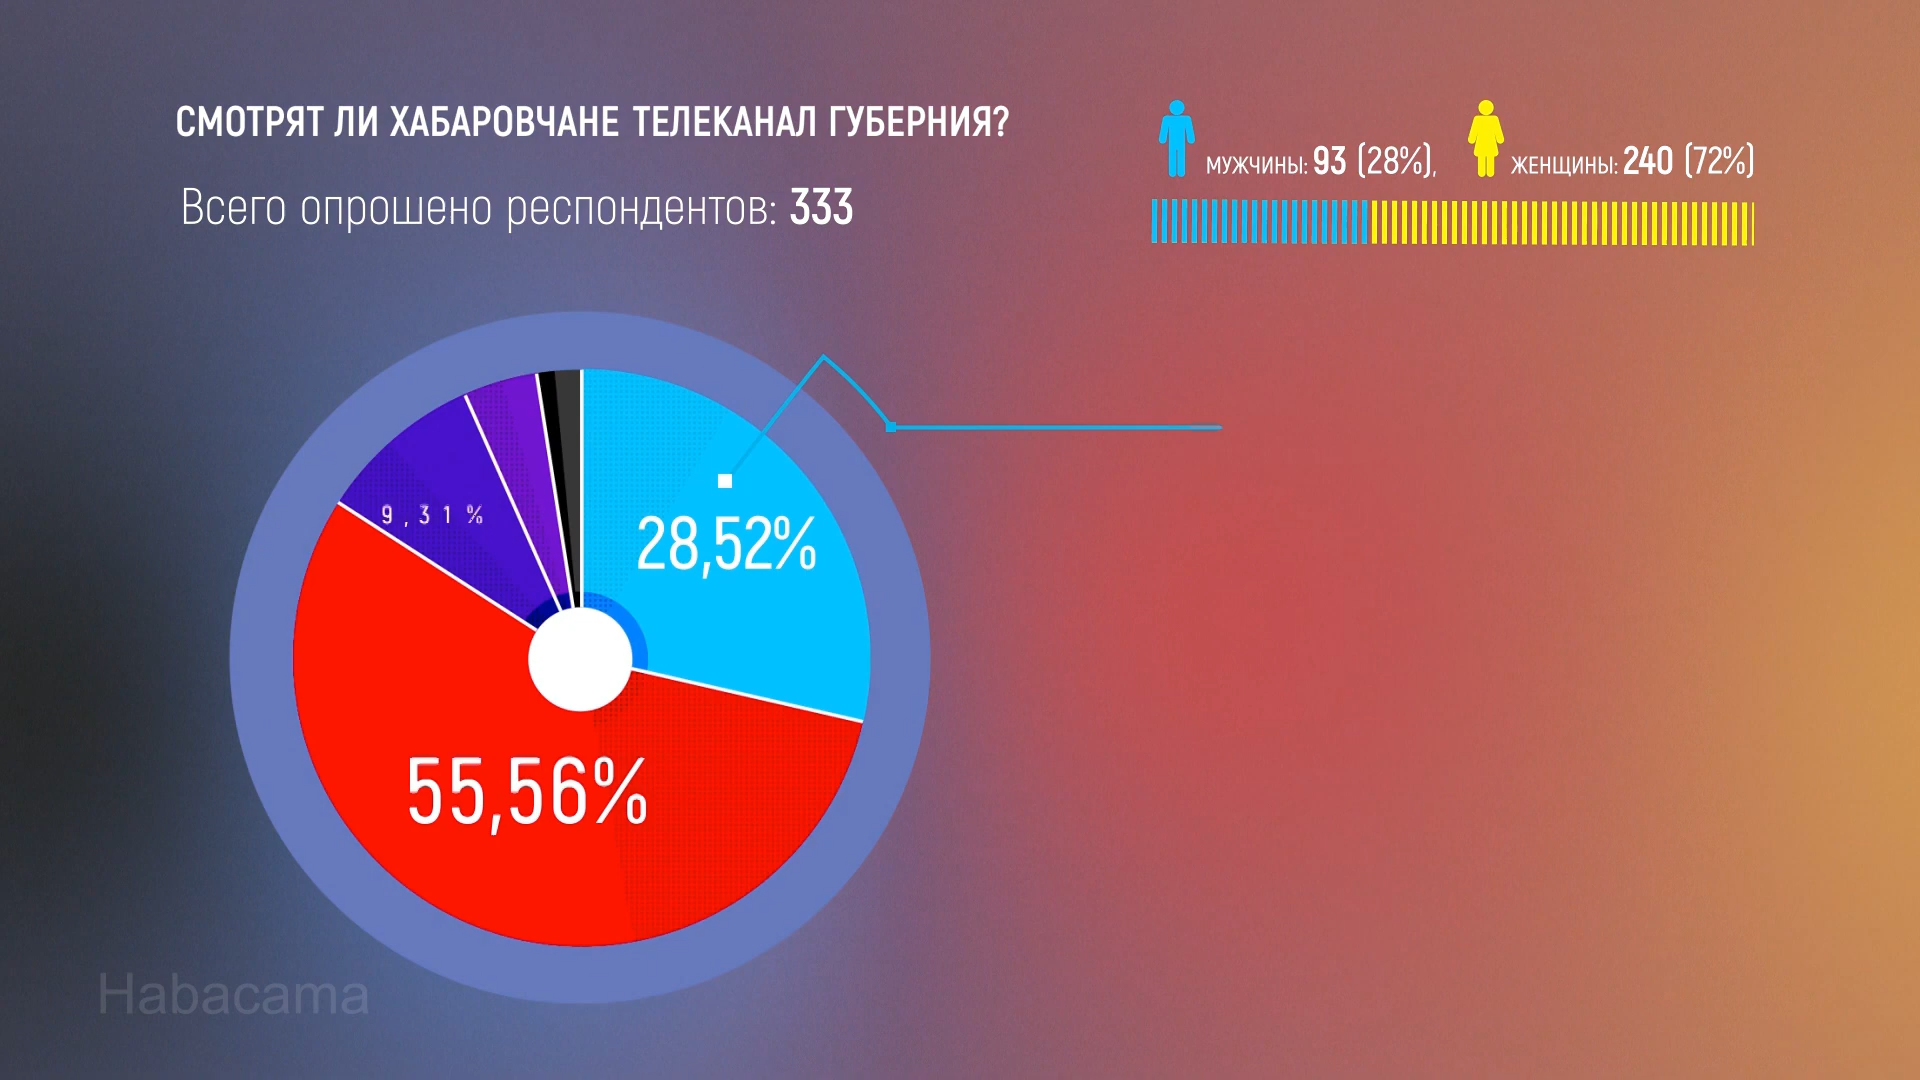 СМОТРЯТ ЛИ ХАБАРОВЧАНЕ ТЕЛЕКАНАЛ ГУБЕРНИЯ?
Всего опрошено респондентов: 333
МУЖЧИНЫ: 93 (28%),
ЖЕНЩИНЫ: 240 (72%)
9,31%
28,52%
55,56%
Habacama